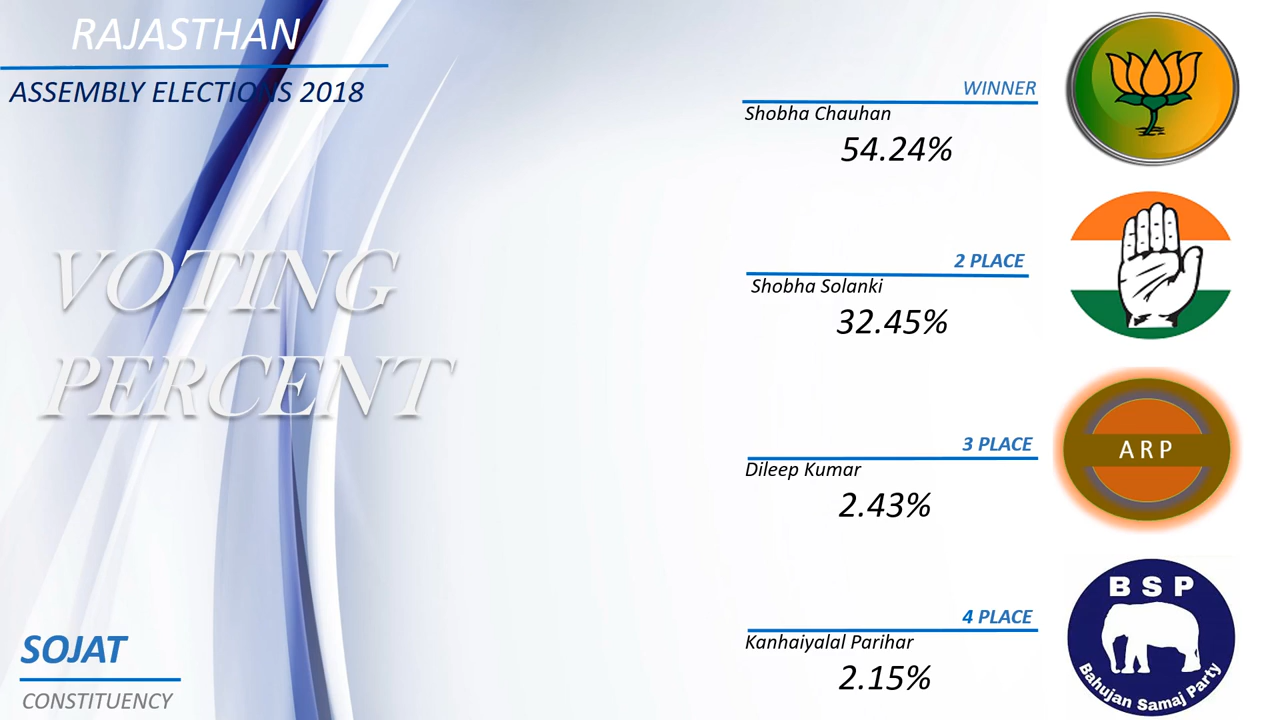 RAJASTHAN
ASSEMBLY ELECTIONS 2018
VOTING
PERCENT
SOJAT
CONSTITUENCY
WINNER
Shobha Chauhan
54.24%
2 PLACE
Shobha Solanki
32.45%
3 PLACE
Dileep Kumar
2.43%
ARP
4 PLACE
Kanhaiyalal Parihar
2.15%
BSP
Bahujan Samaj Party